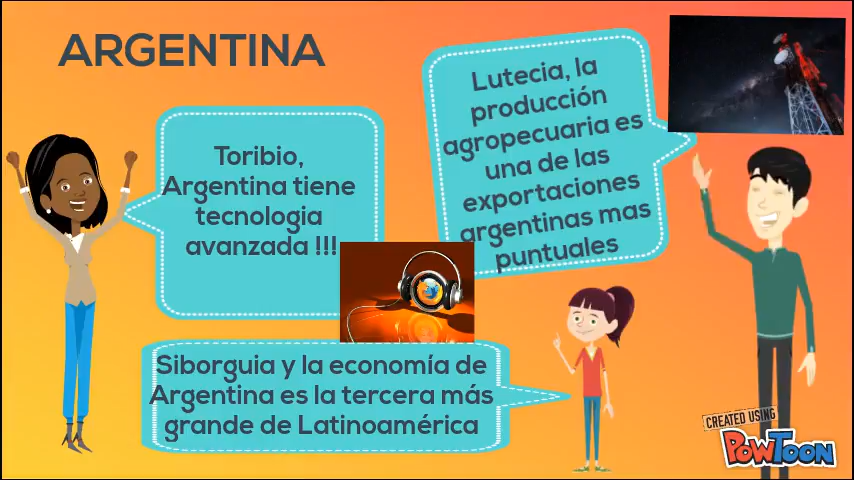 ARGENTINA
Toribio,
Argentina tiene
tecnologia
avanzada !!!
Lutecia, la
producción
agropecuaria es
una de las
exportaciones
argentinas mas
puntuales
Siborguia y la economía de
Argentina es la tercera más
grande de Latinoamérica
CREATED USING
POWTOON